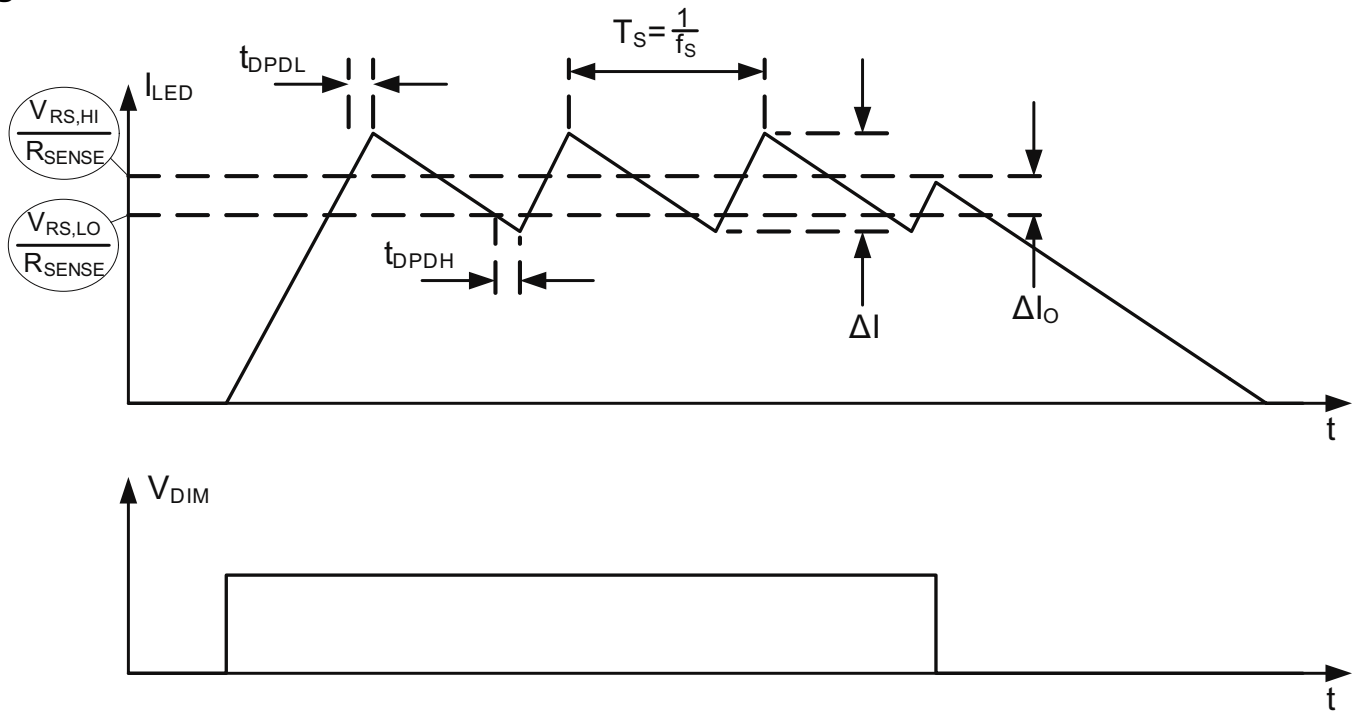 T_S = 1/f_S
t_DPDL
I_LED
V_RS,HI
R_SENSE
V_RS,LO
R_SENSE
t_DPDH
ΔI
ΔI_O
t
V_DIM
t